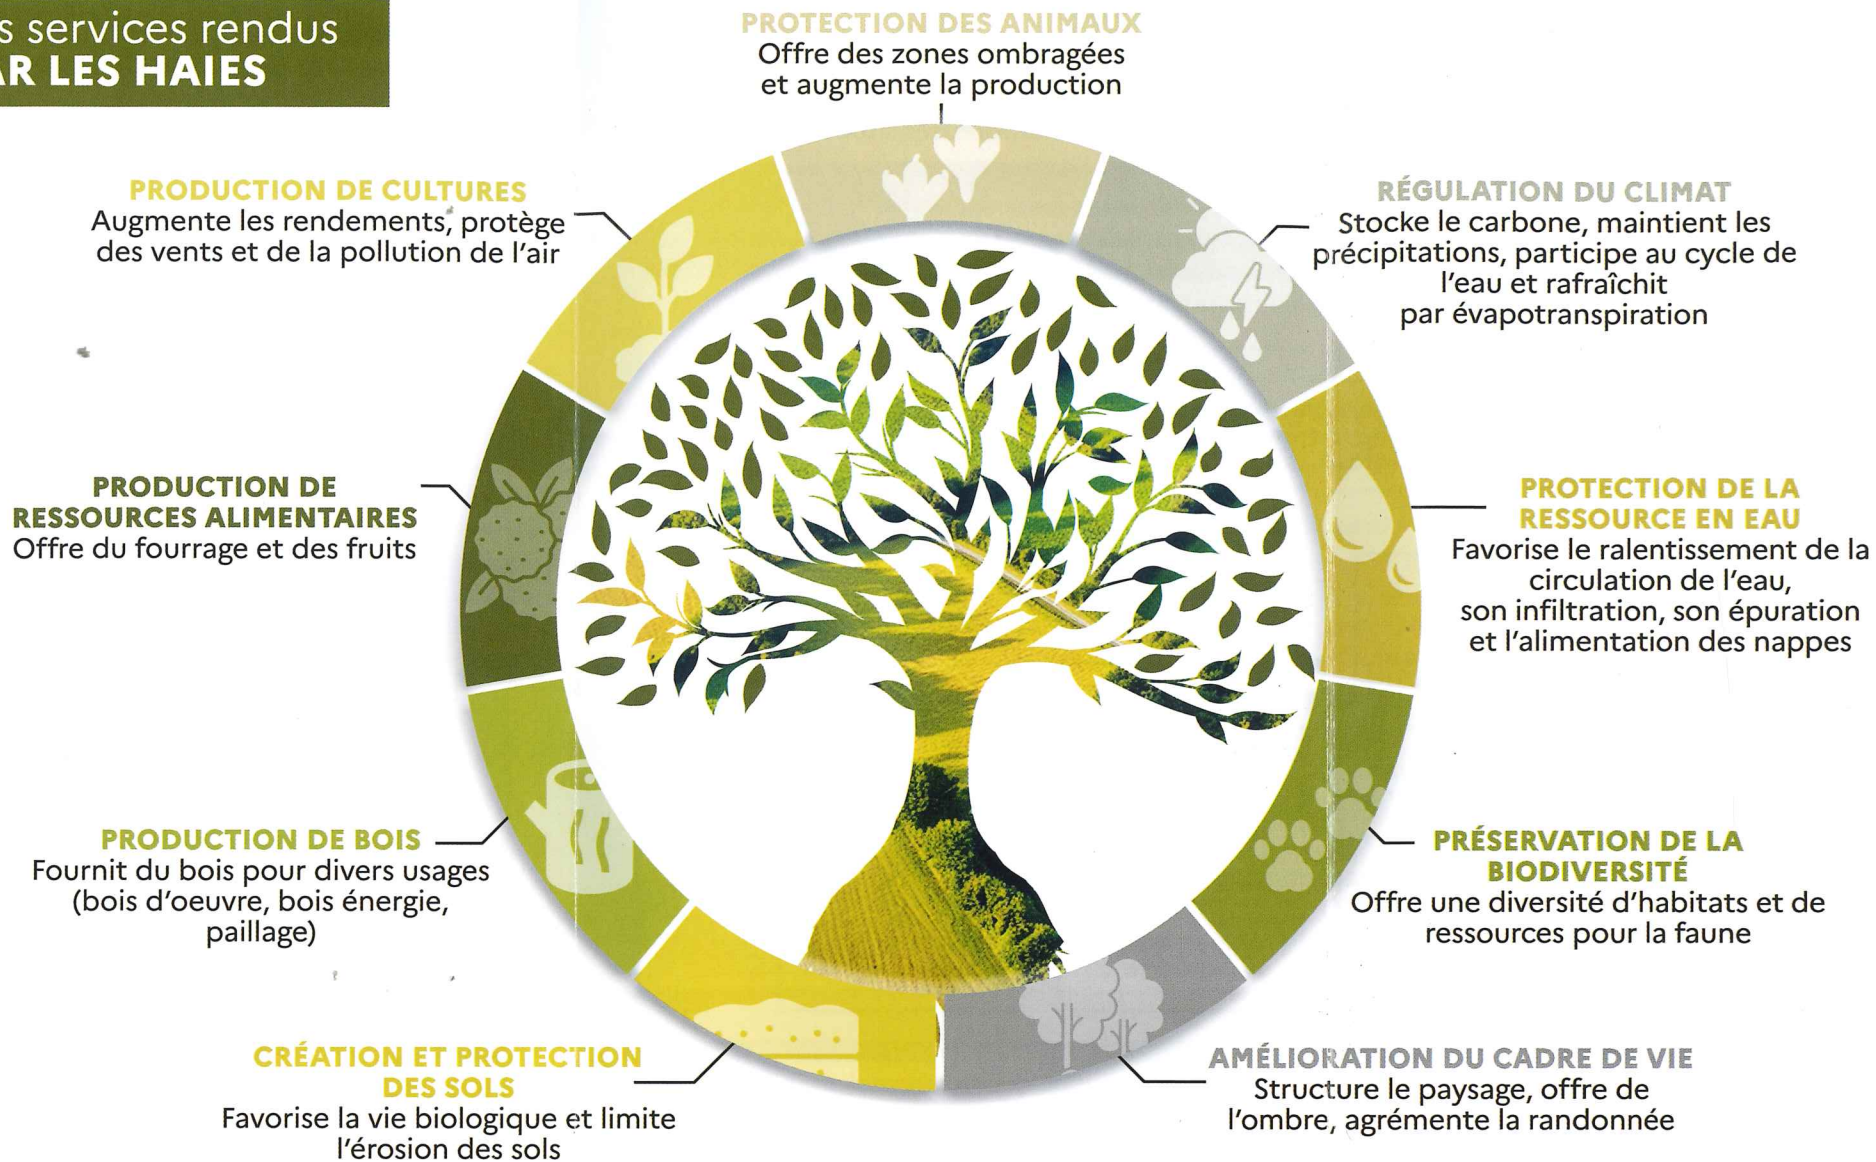 s services rendus
AR LES HAIES
PROTECTION DES ANIMAUX
Offre des zones ombragées
et augmente la production
RÉGULATION DU CLIMAT
Stocke le carbone, maintient les
précipitations, participe au cycle de
l'eau et rafraîchit
par évapotranspiration
PROTECTION DE LA
RESSOURCE EN EAU
Favorise le ralentissement de la
circulation de l'eau,
son infiltration, son épuration
et l'alimentation des nappes
PRÉSERVATION DE LA
BIODIVERSITÉ
Offre une diversité d'habitats et de
ressources pour la faune
AMÉLIORATION DU CADRE DE VIE
Structure le paysage, offre de
l'ombre, agrémente la randonnée
CRÉATION ET PROTECTION
DES SOLS
Favorise la vie biologique et limite
l'érosion des sols
PRODUCTION DE BOIS
Fournit du bois pour divers usages
(bois d'oeuvre, bois énergie,
paillage)
PRODUCTION DE
RESSOURCES ALIMENTAIRES
Offre du fourrage et des fruits
PRODUCTION DE CULTURES
Augmente les rendements, protège
des vents et de la pollution de l'air